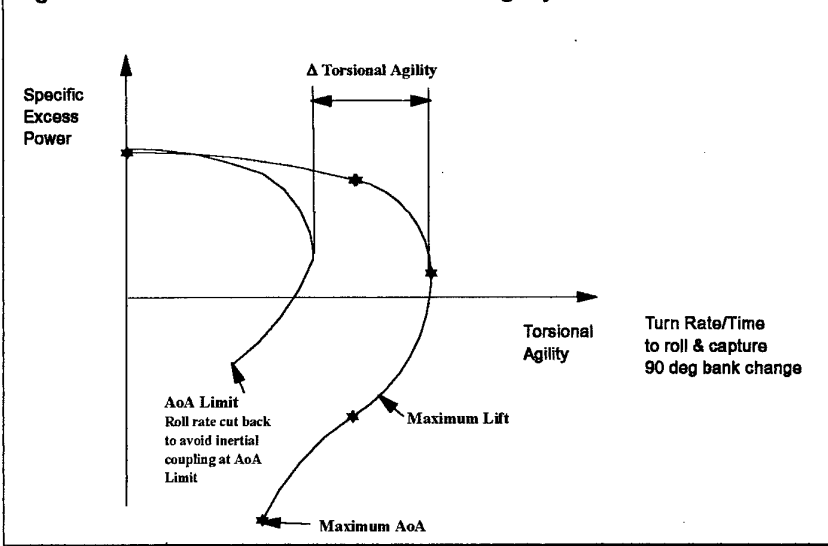 Δ Torsional Agility
Specific
Excess
Power
Torsional
Agility
Turn Rate/Time
to roll & capture
90 deg bank change
AoA Limit
Roll rate cut back
to avoid inertial
coupling at AoA
Limit
Maximum Lift
Maximum AoA